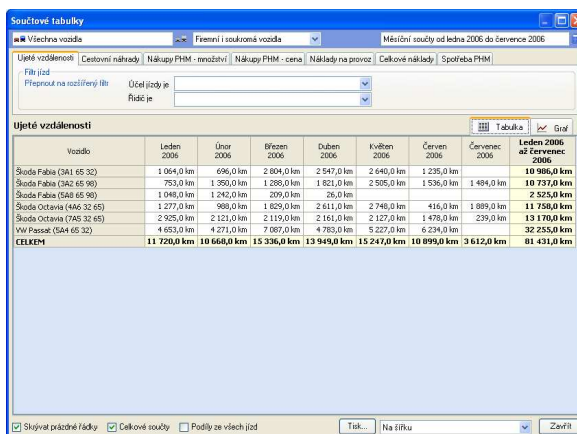 Součtové tabulky
Všechna vozidla
Firemní i soukromá vozidla
Měsíční součty od ledna 2006 do července 2006
Ujeté vzdálenosti Cestovní náhrady Nákupy PHM - množství Nákupy PHM - cena Náklady na provoz Celkové náklady Spotřeba PHM
Filtr jízd
Přepnout na rozšířený filtr
Účel jízdy je
Řidič je
Ujeté vzdálenosti
Tabulka Graf
Vozidlo Leden 2006 Únor 2006 Březen 2006 Duben 2006 Květen 2006 Červen 2006 Červenec 2006 Leden 2006 až červenec 2006
Škoda Fabia (3A1 65 32) 1 064,0 km 696,0 km 2 804,0 km 2 547,0 km 2 640,0 km 1 235,0 km 10 986,0 km
Škoda Fabia (3A2 65 98) 753,0 km 1 350,0 km 1 288,0 km 1 821,0 km 2 505,0 km 1 536,0 km 1 484,0 km 10 737,0 km
Škoda Fabia (5A8 65 98) 1 048,0 km 1 242,0 km 209,0 km 26,0 km 2 525,0 km
Škoda Octavia (4A6 32 65) 1 277,0 km 988,0 km 1 829,0 km 2 611,0 km 2 748,0 km 416,0 km 1 889,0 km 11 758,0 km
Škoda Octavia (7A5 32 65) 2 925,0 km 2 121,0 km 2 119,0 km 2 161,0 km 2 127,0 km 1 478,0 km 239,0 km 13 170,0 km
VW Passat (5A4 65 32) 4 653,0 km 4 271,0 km 7 087,0 km 4 783,0 km 5 227,0 km 6 234,0 km 32 255,0 km
CELKEM 11 720,0 km 10 668,0 km 15 336,0 km 13 949,0 km 15 247,0 km 10 899,0 km 3 612,0 km 81 431,0 km
Skrývat prázdné řádky Celkové součty Podíly ze všech jízd Tisk... Na šířku Zavřít